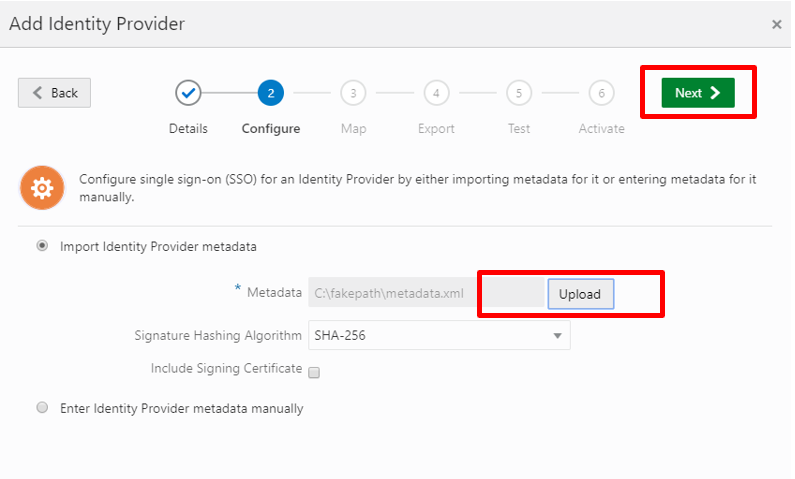 Add Identity Provider
×
Back
2
3
4
5
6
Next
Details
Configure
Map
Export
Test
Activate
Configure single sign-on (SSO) for an Identity Provider by either importing metadata for it or entering metadata for it
manually.
Import Identity Provider metadata
* Metadata C:\fakepath\metadata.xml Upload
Signature Hashing Algorithm SHA-256
Include Signing Certificate
Enter Identity Provider metadata manually